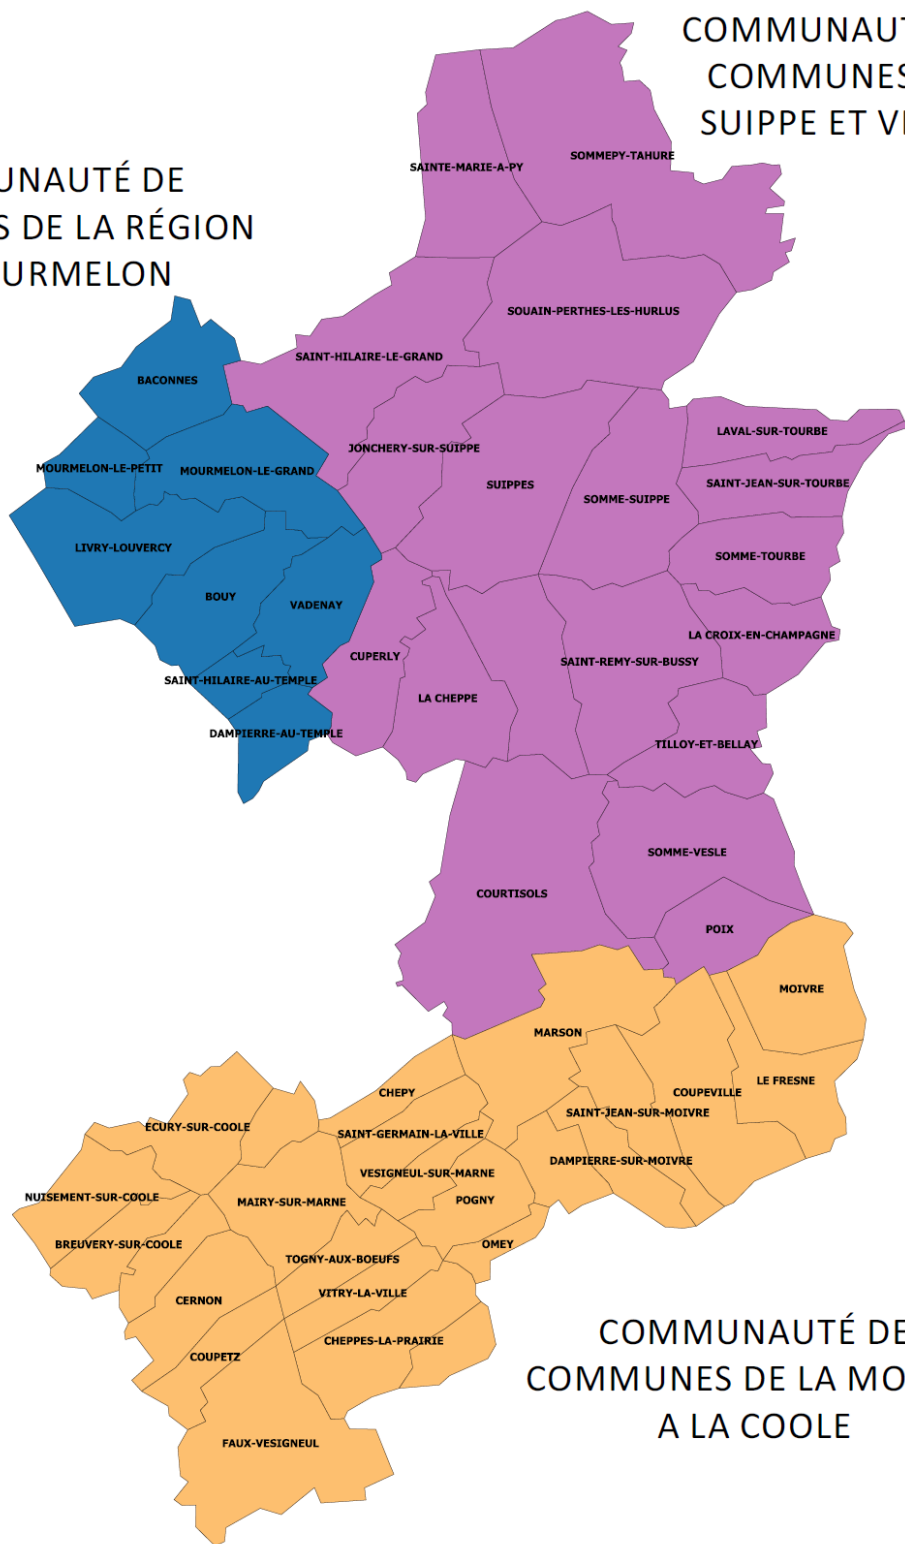 COMMUNAUT
COMMUNES
SUIPPE ET VE
UNAUTÉ DE
S DE LA RÉGION
OURMELON
SAINTE-MARIE-A-PY
SOMMEPY-TAHURE
SOUAIN-PERTHES-LES-HURLUS
SAINT-HILAIRE-LE-GRAND
BACONNES
LAVAL-SUR-TOURBE
JONCHERY-SUR-SUIPPE
MOURMELON-LE-PETIT
MOURMELON-LE-GRAND
SUIPPES
SAINT-JEAN-SUR-TOURBE
SOMME-SUIPPE
LIVRY-LOUVERCY
SOMME-TOURBE
BOUY
VADENAY
LA CROIX-EN-CHAMPAGNE
CUPERLY
SAINT-REMY-SUR-BUSSY
SAINT-HILAIRE-AU-TEMPLE
LA CHEPPE
DAMPIERRE-AU-TEMPLE
TILLOY-ET-BELLAY
SOMME-VESLE
COURTISOLS
POIX
MOIVRE
MARSON
LE FRESNE
CHEPY
COUPEVILLE
SAINT-JEAN-SUR-MOIVRE
ECURY-SUR-COOLE
SAINT-GERMAIN-LA-VILLE
DAMPIERRE-SUR-MOIVRE
VESIGNEUL-SUR-MARNE
NUISEMENT-SUR-COOLE
MAIRY-SUR-MARNE
POGNY
BREUVERY-SUR-COOLE
OMEY
TOGNY-AUX-BOEUFS
VITRY-LA-VILLE
CERNON
CHEPPES-LA-PRAIRIE
COUPETZ
FAUX-VESIGNEUL
COMMUNAUTÉ DE
COMMUNES DE LA MO
A LA COOLE